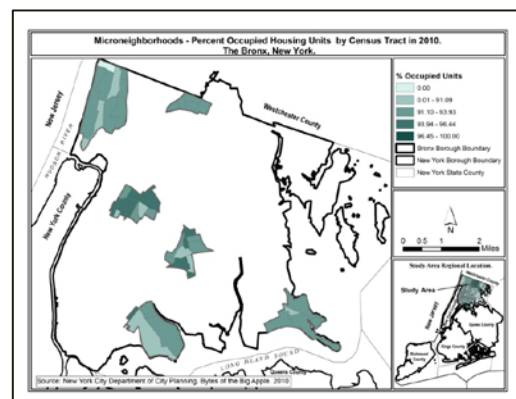 Microneighborhoods - Percent Occupied Housing Units by Census Tract in 2010.
The Bronx, New York.
New Jersey
HUDSON RIVER
New York County
Westchester County
LONG ISLAND SOUND
Queens County
Source: New York City Department of City Planning. Bytes of the Big Apple. 2010
% Occupied Units
0.00
0.01 - 91.09
91.10 - 93.93
93.94 - 96.44
96.45 - 100.00
Bronx Borough Boundary
New York Borough Boundary
New York State County
N
0 0.5 1 2
Miles
Study Area Regional Location.
Westchester County
Study Area
New Jersey
Queens County
Kings County
Richmond
County